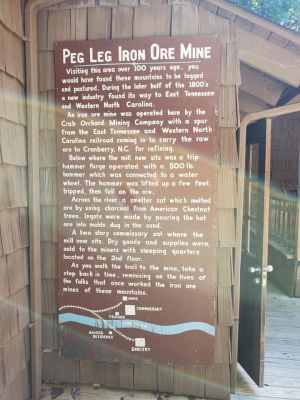 PEG LEG IRON ORE MINE
Visiting this area over 100 years ago, you
would have found these mountains to be logged
and pastured. During the later half of the 1800's
a new industry found its way to East Tennessee
and Western North Carolina.
An iron ore mine was operated here by the
Crab Orchard Mining Company with a spur
from the East Tennessee and Western North
Carolina railroad coming in to carry the raw
ore to Cranberry, N.C. for refining.
Below where the mill now sits was a trip
hammer forge operated with a 500 lb.
hammer which was connected to a water
wheel. The hammer was lifted up a few feet,
tripped, then fell on the ore.
Across the river a smelter sat which melted
ore by using charcoal from American Chestnut
trees. Ingots were made by pouring the hot
ore into molds dug in the sand.
A two story commissary sat where the
mill now sits. Dry goods and supplies were
sold to the miners with sleeping quarters
located on the 2nd floor.
As you walk the trail to the mine, take a
step back in time, reminising on the lives of
the folks that once worked the iron ore
mines of these mountains.
MINE
COMMISSARY
HAMMER
RESIDENCE
SMELTRY